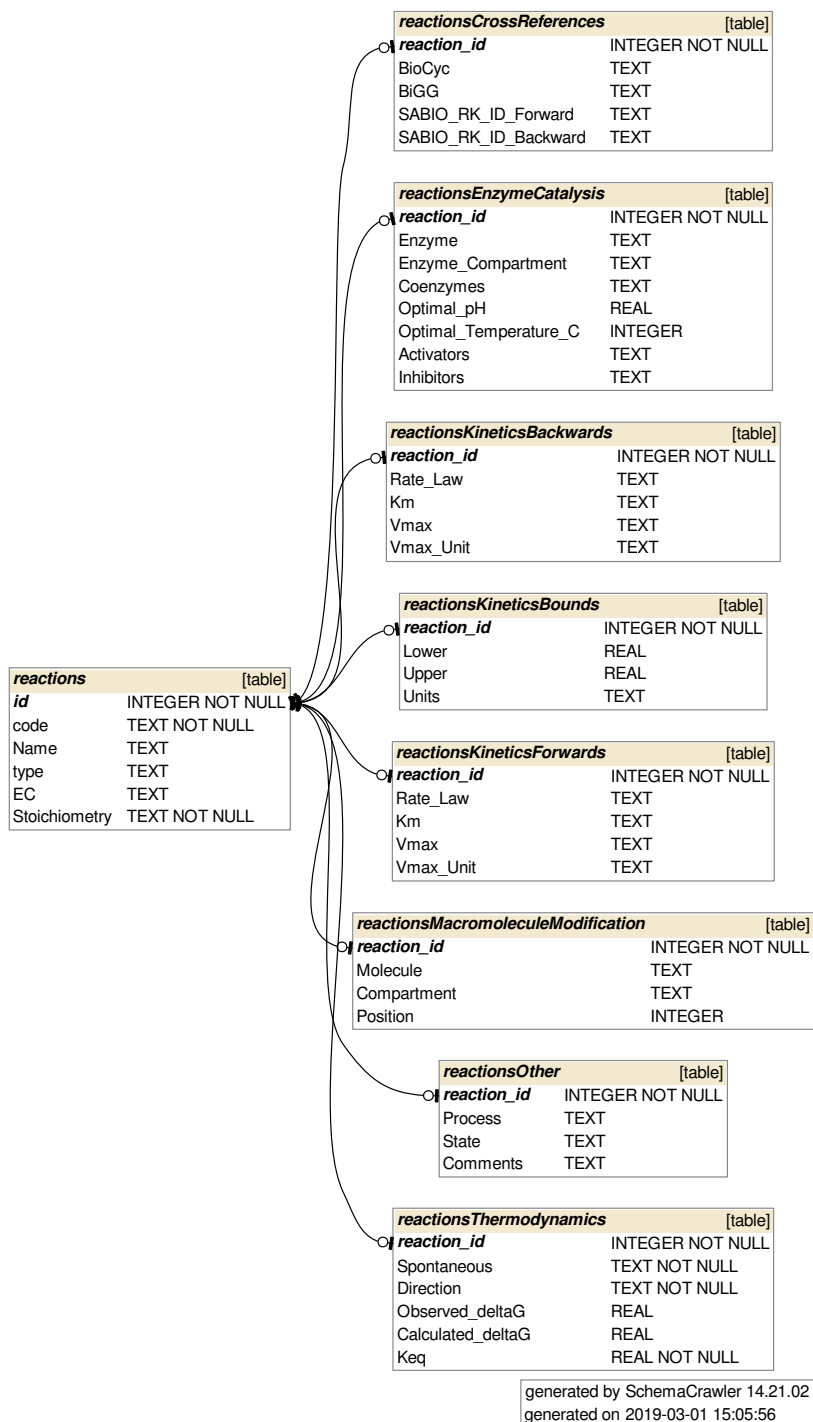 reactionsCrossReferences [table]
reaction_id INTEGER NOT NULL
BioCyc TEXT
BiGG TEXT
SABIO_RK_ID_Forward TEXT
SABIO_RK_ID_Backward TEXT
reactionsEnzymeCatalysis [table]
reaction_id INTEGER NOT NULL
Enzyme TEXT
Enzyme_Compartment TEXT
Coenzymes TEXT
Optimal_pH REAL
Optimal_Temperature_C INTEGER
Activators TEXT
Inhibitors TEXT
reactionsKineticsBackwards [table]
reaction_id INTEGER NOT NULL
Rate_Law TEXT
Km TEXT
Vmax TEXT
Vmax_Unit TEXT
reactionsKineticsBounds [table]
reaction_id INTEGER NOT NULL
Lower REAL
Upper REAL
Units TEXT
reactions [table]
id INTEGER NOT NULL
code TEXT NOT NULL
Name TEXT
type TEXT
EC TEXT
Stoichiometry TEXT NOT NULL
reactionsKineticsForwards [table]
reaction_id INTEGER NOT NULL
Rate_Law TEXT
Km TEXT
Vmax TEXT
Vmax_Unit TEXT
reactionsMacromoleculeModification [table]
reaction_id INTEGER NOT NULL
Molecule TEXT
Compartment TEXT
Position INTEGER
reactionsOther [table]
reaction_id INTEGER NOT NULL
Process TEXT
State TEXT
Comments TEXT
reactionsThermodynamics [table]
reaction_id INTEGER NOT NULL
Spontaneous TEXT NOT NULL
Direction TEXT NOT NULL
Observed_deltaG REAL
Calculated_deltaG REAL
Keq REAL NOT NULL
generated by SchemaCrawler 14.21.02
generated on 2019-03-01 15:05:56